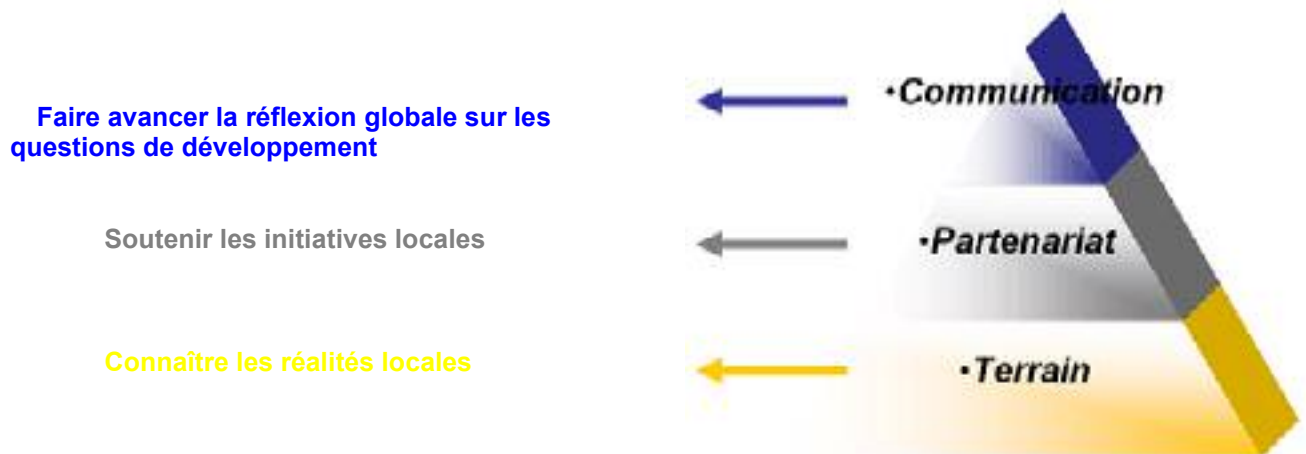 •Communication
Faire avancer la réflexion globale sur les
questions de développement
Soutenir les initiatives locales
•Partenariat
Connaître les réalités locales
•Terrain